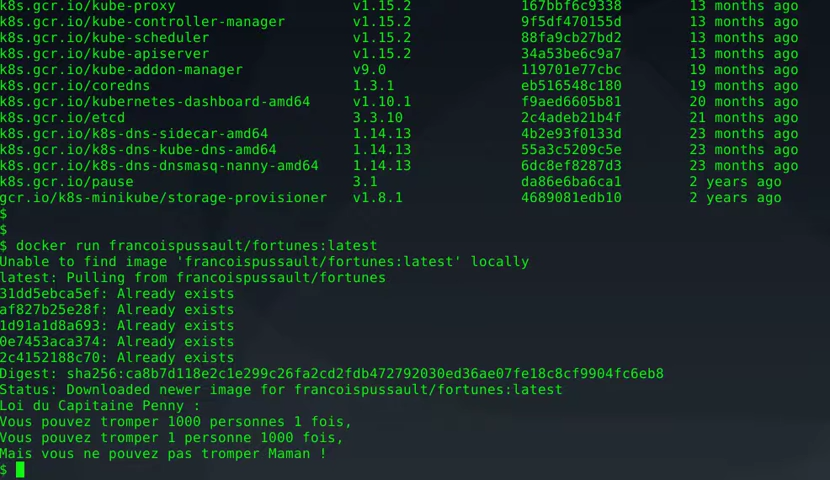 k8s.gcr.io/kube-proxy v1.15.2 167bbf6c9338 13 months ago
k8s.gcr.io/kube-controller-manager v1.15.2 9f5df470155d 13 months ago
k8s.gcr.io/kube-scheduler v1.15.2 88fa9cb27bd2 13 months ago
k8s.gcr.io/kube-apiserver v1.15.2 34a53be6c9a7 13 months ago
k8s.gcr.io/kube-addon-manager v9.0 119701e77cbc 19 months ago
k8s.gcr.io/coredns 1.3.1 eb516548c180 19 months ago
k8s.gcr.io/kubernetes-dashboard-amd64 v1.10.1 f9aed6605b81 20 months ago
k8s.gcr.io/etcd 3.3.10 2c4adeb21b4f 21 months ago
k8s.gcr.io/k8s-dns-sidecar-amd64 1.14.13 4b2e93f0133d 23 months ago
k8s.gcr.io/k8s-dns-kube-dns-amd64 1.14.13 55a3c5209c5e 23 months ago
k8s.gcr.io/k8s-dns-dnsmasq-nanny-amd64 1.14.13 6dc8ef8287d3 23 months ago
k8s.gcr.io/pause 3.1 da86e6ba6ca1 2 years ago
gcr.io/k8s-minikube/storage-provisioner v1.8.1 4689081edb10 2 years ago
$
$
$ docker run francoispussault/fortunes:latest
Unable to find image 'francoispussault/fortunes:latest' locally
latest: Pulling from francoispussault/fortunes
31dd5ebca5ef: Already exists
af827b25e28f: Already exists
1d91a1d8a693: Already exists
0e7453aca374: Already exists
2c4152188c70: Already exists
Digest: sha256:ca8b7d118e2c1e299c26fa2cd2fdb472792030ed36ae07fe18c8cf9904fc6eb8
Status: Downloaded newer image for francoispussault/fortunes:latest
Loi du Capitaine Penny :
Vous pouvez tromper 1000 personnes 1 fois,
Vous pouvez tromper 1 personne 1000 fois,
Mais vous ne pouvez pas tromper Maman !
$